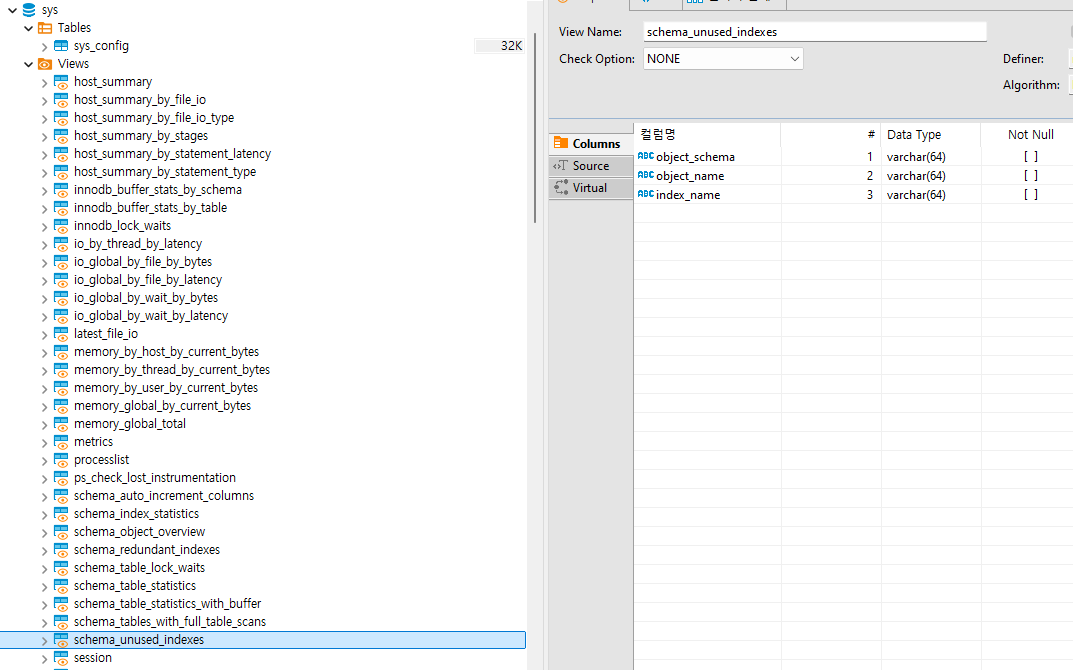 sys
Tables
sys_config
32K
Views
host_summary
host_summary_by_file_io
host_summary_by_file_io_type
host_summary_by_stages
host_summary_by_statement_latency
host_summary_by_statement_type
innodb_buffer_stats_by_schema
innodb_buffer_stats_by_table
innodb_lock_waits
io_by_thread_by_latency
io_global_by_file_by_bytes
io_global_by_file_by_latency
io_global_by_wait_by_bytes
io_global_by_wait_by_latency
latest_file_io
memory_by_host_by_current_bytes
memory_by_thread_by_current_bytes
memory_by_user_by_current_bytes
memory_global_by_current_bytes
memory_global_total
metrics
processlist
ps_check_lost_instrumentation
schema_auto_increment_columns
schema_index_statistics
schema_object_overview
schema_redundant_indexes
schema_table_lock_waits
schema_table_statistics
schema_table_statistics_with_buffer
schema_tables_with_full_table_scans
schema_unused_indexes
session
View Name: schema_unused_indexes
Check Option: NONE
Definer:
Algorithm:
Columns
Source
Virtual
컬럼명 # Data Type Not Null
ABC object_schema 1 varchar(64) [ ]
ABC object_name 2 varchar(64) [ ]
ABC index_name 3 varchar(64) [ ]